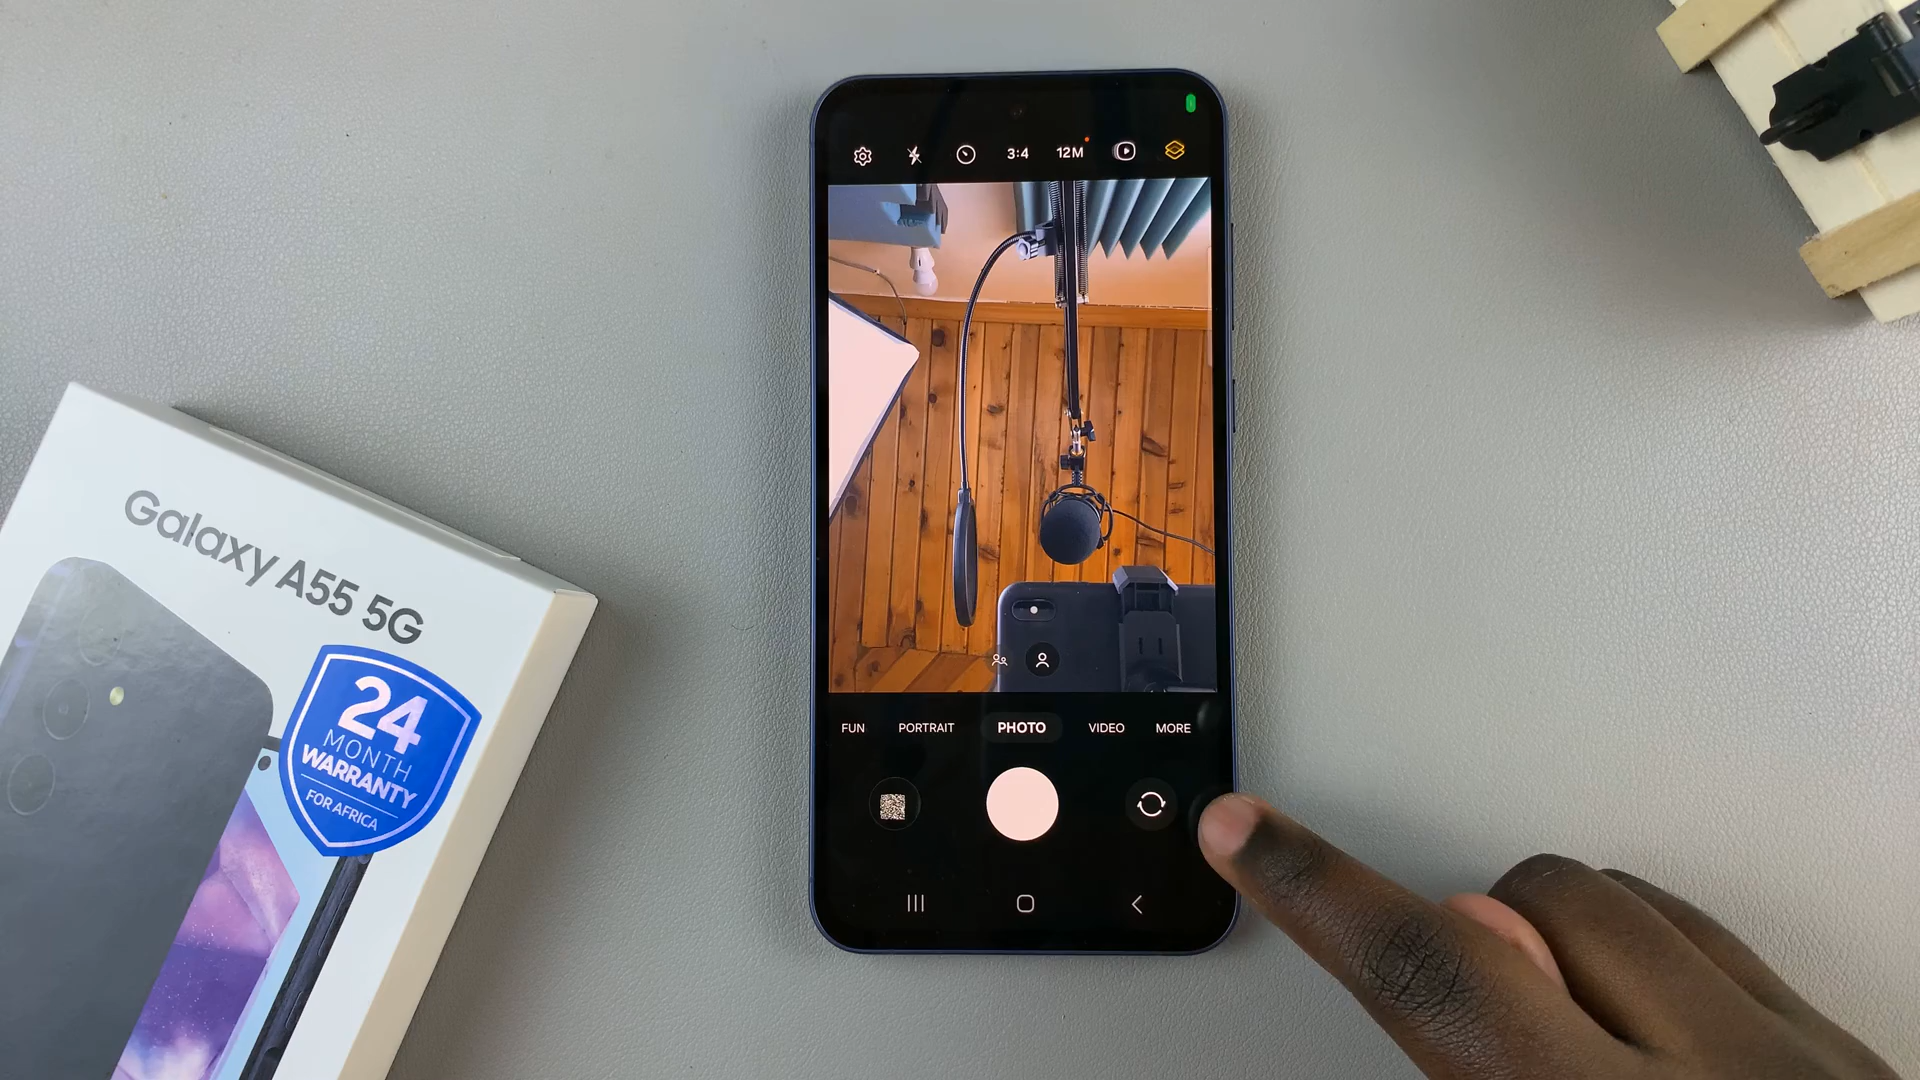 3:4 12M
FUN PORTRAIT PHOTO VIDEO MORE
Galaxy A55 5G
24
MONTH
WARRANTY
FOR AFRICA